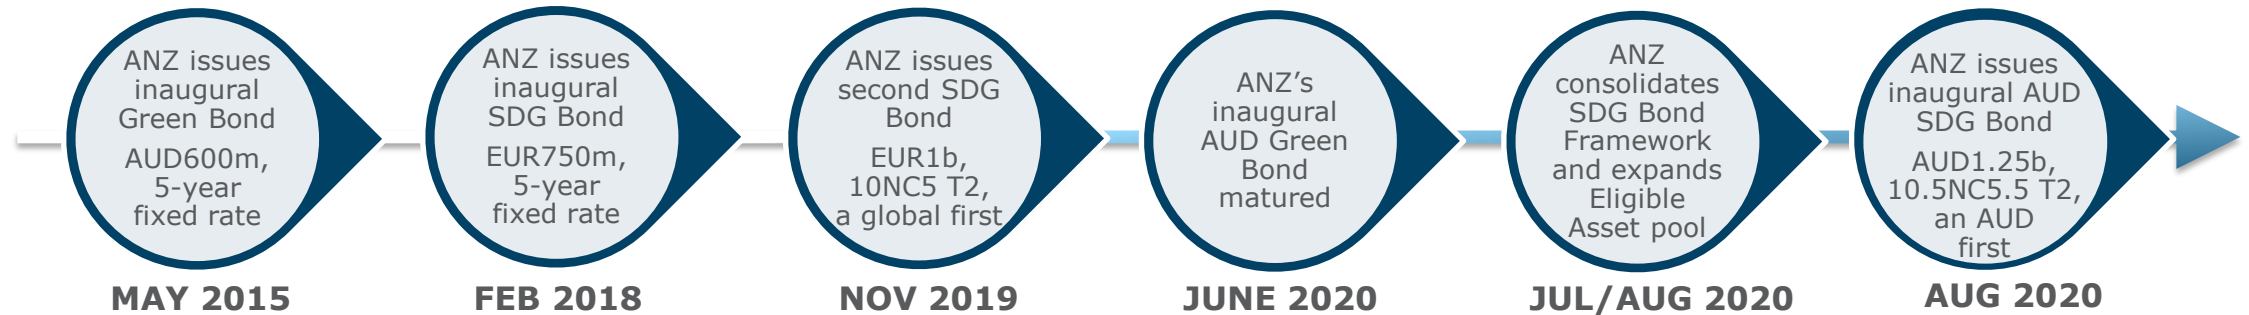 ANZ issues
inaugural
Green Bond
AUD600m,
5-year
fixed rate
MAY 2015
ANZ issues
inaugural
SDG Bond
EUR750m,
5-year
fixed rate
FEB 2018
ANZ issues
second SDG
Bond
EUR1b,
10NC5 T2,
a global first
NOV 2019
ANZ’s
inaugural
AUD Green
Bond
matured
JUNE 2020
ANZ
consolidates
SDG Bond
Framework
and expands
Eligible
Asset pool
JUL/AUG 2020
ANZ issues
inaugural AUD
SDG Bond
AUD1.25b,
10.5NC5.5 T2,
an AUD
first
AUG 2020